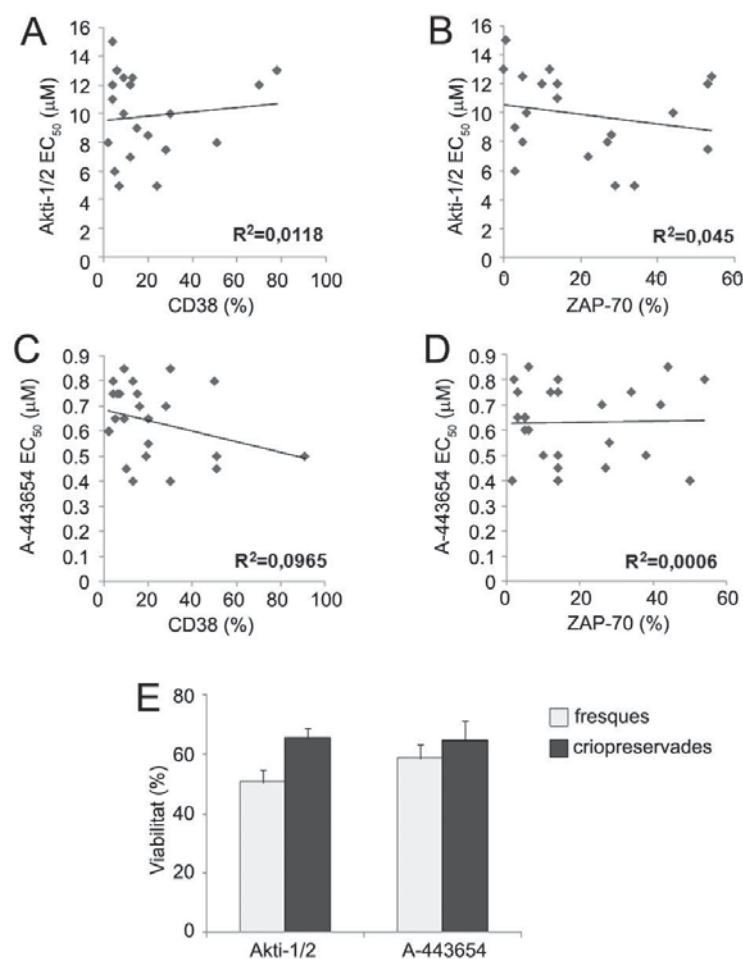 A
Akti-1/2 EC50 (μM)
16
14
12
10
8
6
4
2
0
R2=0,0118
0 20 40 60 80 100
CD38 (%)
B
Akti-1/2 EC50 (μM)
16
14
12
10
8
6
4
2
0
R2=0,045
0 20 40 60
ZAP-70 (%)
C
A-443654 EC50 (μM)
0.9
0.8
0.7
0.6
0.5
0.4
0.3
0.2
0.1
0
R2=0,0965
0 20 40 60 80 100
CD38 (%)
D
A-443654 EC50 (μM)
0.9
0.8
0.7
0.6
0.5
0.4
0.3
0.2
0.1
0
R2=0,0006
0 20 40 60
ZAP-70 (%)
E
Viabilitat (%)
80
60
40
20
0
Akti-1/2 A-443654
fresques
criopreservades